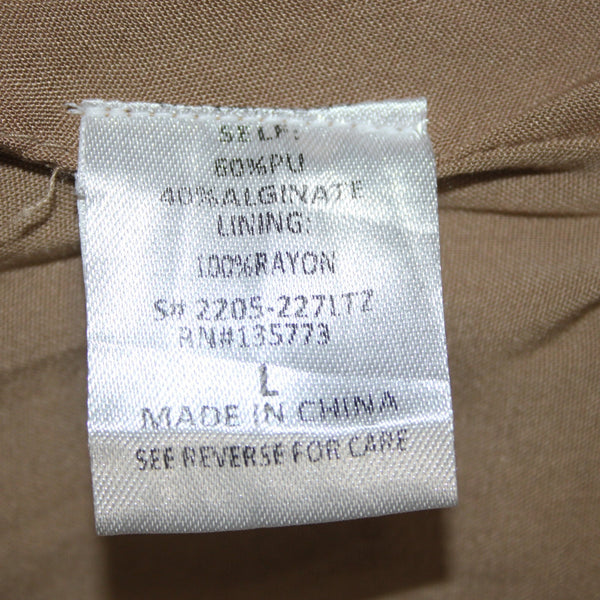 SELF:
60%PU
40%ALGINATE
LINING:
100%RAYON
S# 2205-2271TZ
RN#135773
L
MADE IN CHINA
SEE REVERSE FOR CARE